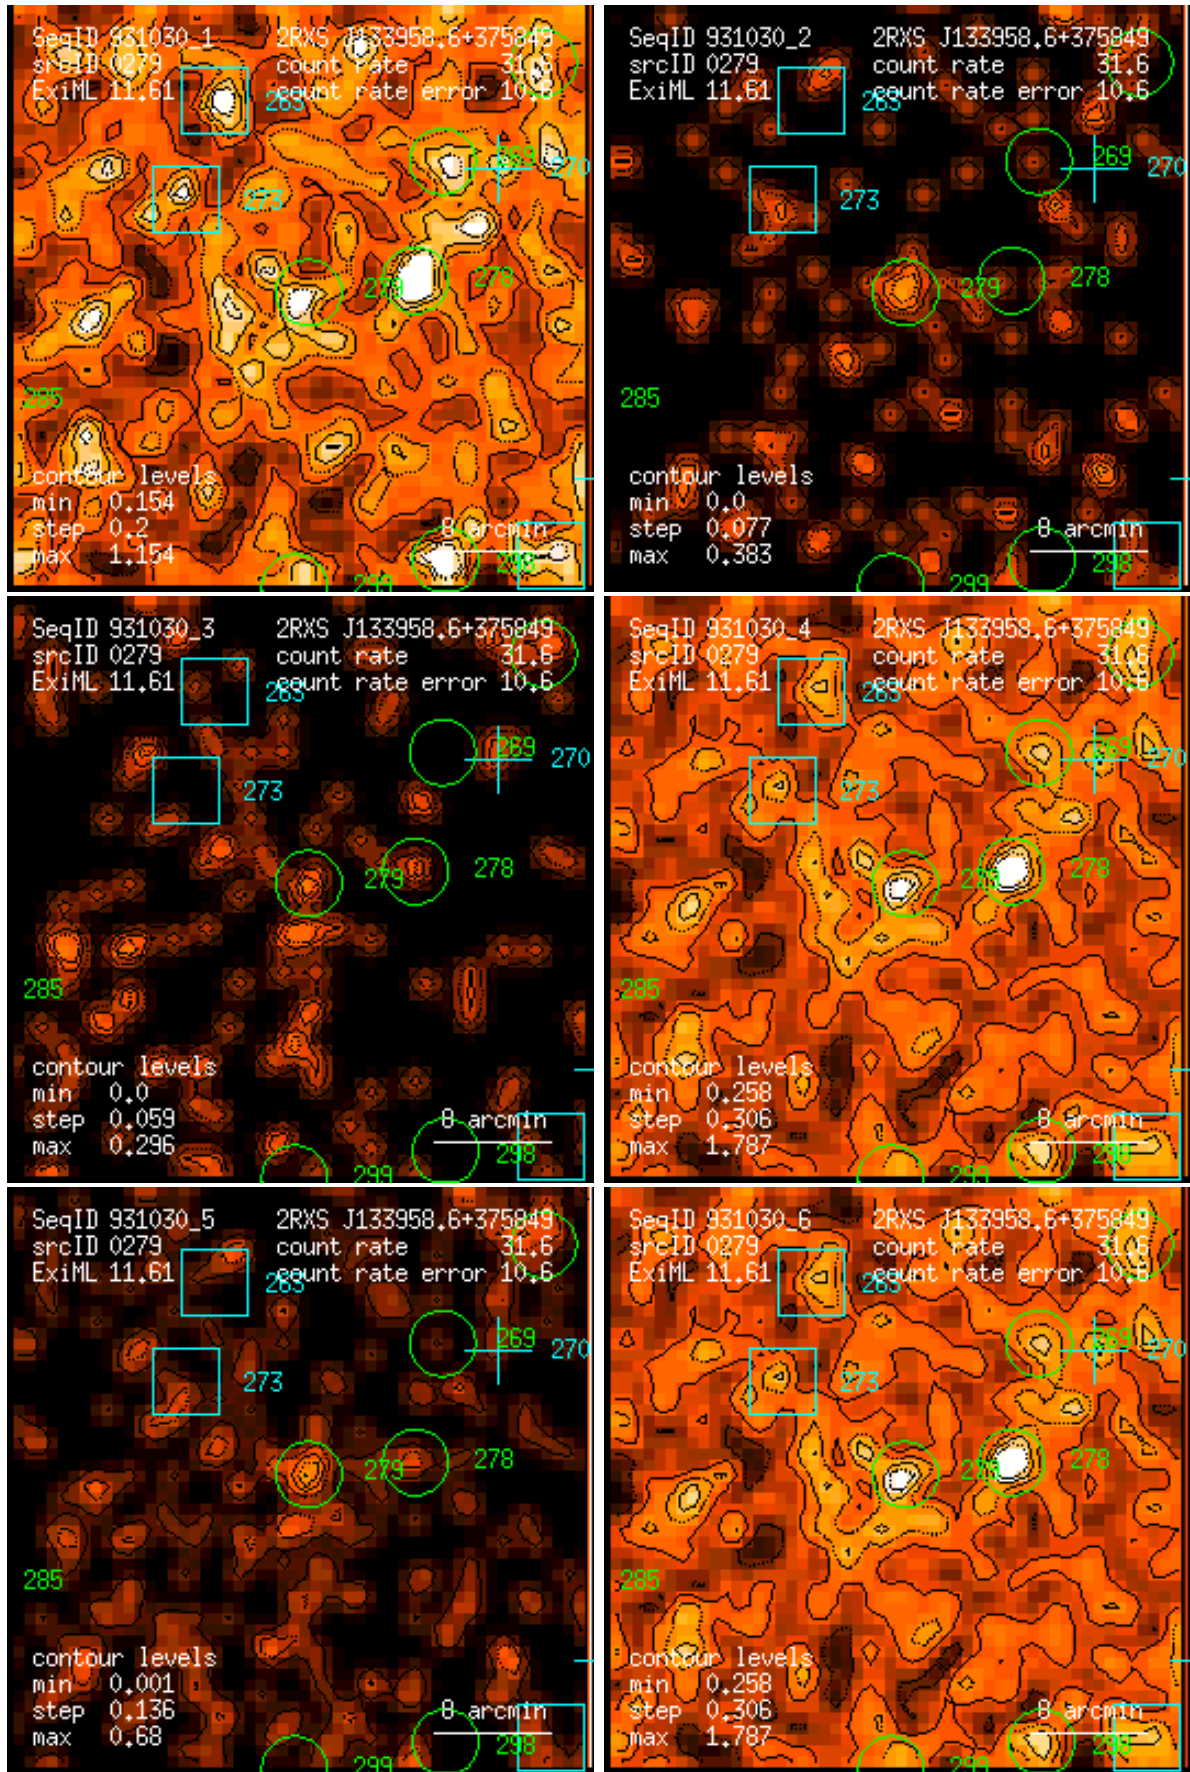 SeqID 931030_1 2RXS J133958.6+375849
srcID 0279 count rate 31.6
ExiML 11.61 263 count rate error 10.6
269 270
273
279 278
285
contour levels
min 0.154
step 0.2 8 arcmin
max 1.154 298
299
SeqID 931030_2 2RXS J133958.6+375849
srcID 0279 count rate 31.6
ExiML 11.61 263 count rate error 10.6
269 270
273
279 278
285
contour levels
min 0.0
step 0.077 8 arcmin
max 0.383 298
299
SeqID 931030_3 2RXS J133958.6+375849
srcID 0279 count rate 31.6
ExiML 11.61 263 count rate error 10.6
269 270
273
279 278
285
contour levels
min 0.0
step 0.059 8 arcmin
max 0.296 298
299
SeqID 931030_4 2RXS J133958.6+375849
srcID 0279 count rate 31.6
ExiML 11.61 263 count rate error 10.6
269 270
273
279 278
285
contour levels
min 0.258
step 0.306 8 arcmin
max 1.787 298
299
SeqID 931030_5 2RXS J133958.6+375849
srcID 0279 count rate 31.6
ExiML 11.61 263 count rate error 10.6
269 270
273
279 278
285
contour levels
min 0.001
step 0.136 8 arcmin
max 0.68 298
299
SeqID 931030_6 2RXS J133958.6+375849
srcID 0279 count rate 31.6
ExiML 11.61 263 count rate error 10.6
269 270
273
279 278
285
contour levels
min 0.258
step 0.306 8 arcmin
max 1.787 298
299